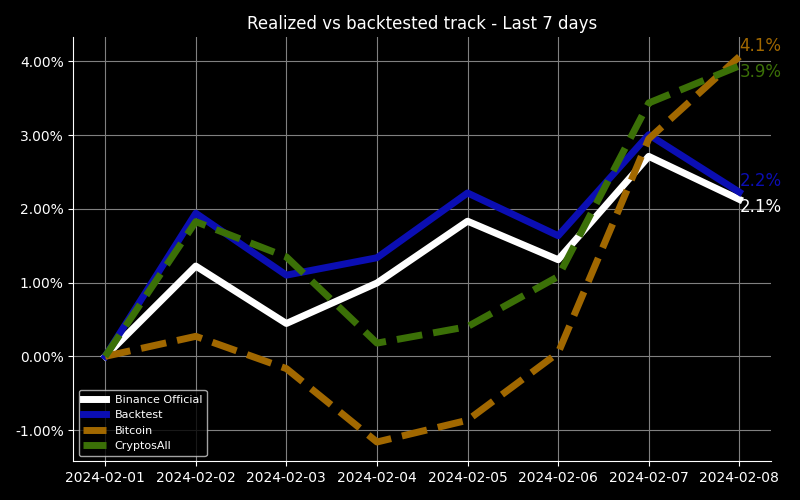 Realized vs backtested track - Last 7 days
4.00%
3.00%
2.00%
1.00%
0.00%
-1.00%
4.1%
3.9%
2.2%
2.1%
Binance Official
Backtest
Bitcoin
CryptosAll
2024-02-01 2024-02-02 2024-02-03 2024-02-04 2024-02-05 2024-02-06 2024-02-07 2024-02-08